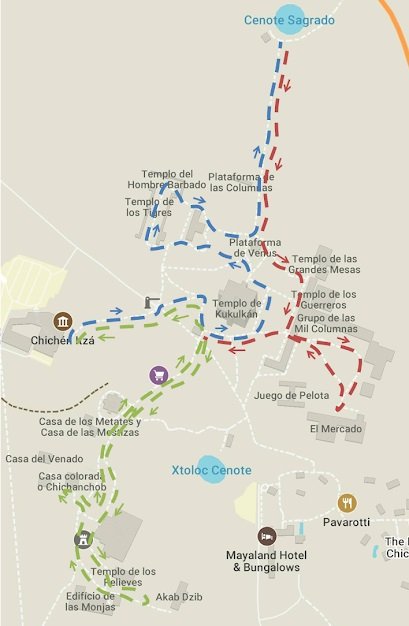 Cenote Sagrado
Templo del
Hombre Barbado
Plataforma de
las Columnas
Templo de
los Tigres
Plataforma
de Venus
Templo de las
Grandes Mesas
Templo de los
Guerreros
Templo de
Kukulkán
Grupo de las
Mil Columnas
Chichén Itzá
Juego de Pelota
El Mercado
Casa de los Metates y
Casa de las Mestizas
Casa del Venado
Xtoloc Cenote
Casa colorada
o Chichanchob
Pavarotti
Mayaland Hotel
& Bungalows
The
Chic
Templo de los
Relieves
Edificio de
las Monjas
Akab Dzib